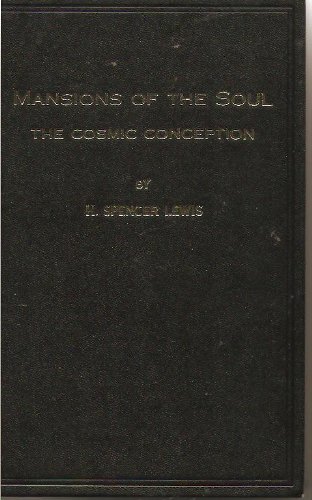 MANSIONS OF THE SOUL
THE COSMIC CONCEPTION
BY
H. SPENCER LEWIS